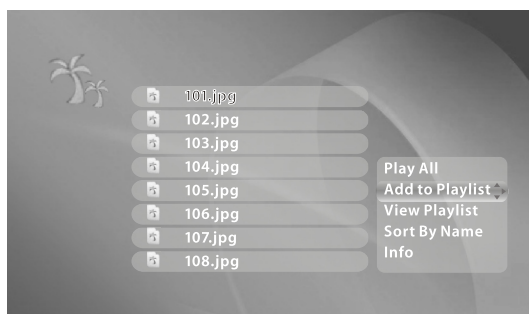 101.jpg
102.jpg
103.jpg
104.jpg
105.jpg
106.jpg
107.jpg
108.jpg
Play All
Add to Playlist
View Playlist
Sort By Name
Info